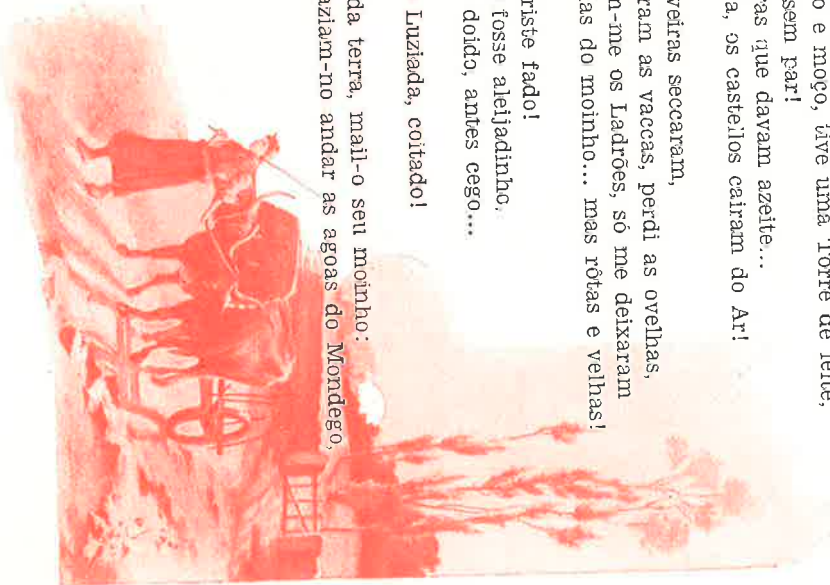 o e moço, tive uma Torre de leite,
sem par!
ras que davam azeite...
a, os castellos cairam do Ar!
veiras seccaram,
ram as vaccas, perdi as ovelhas,
m-me os Ladrões, só me deixaram
as do moinho... mas rôtas e velhas!
riste fado!
fosse aleijadinho,
doido, antes cego...
Luziada, coitado!
da terra, mail-o seu moinho:
aziam-no andar as agoas do Mondego,